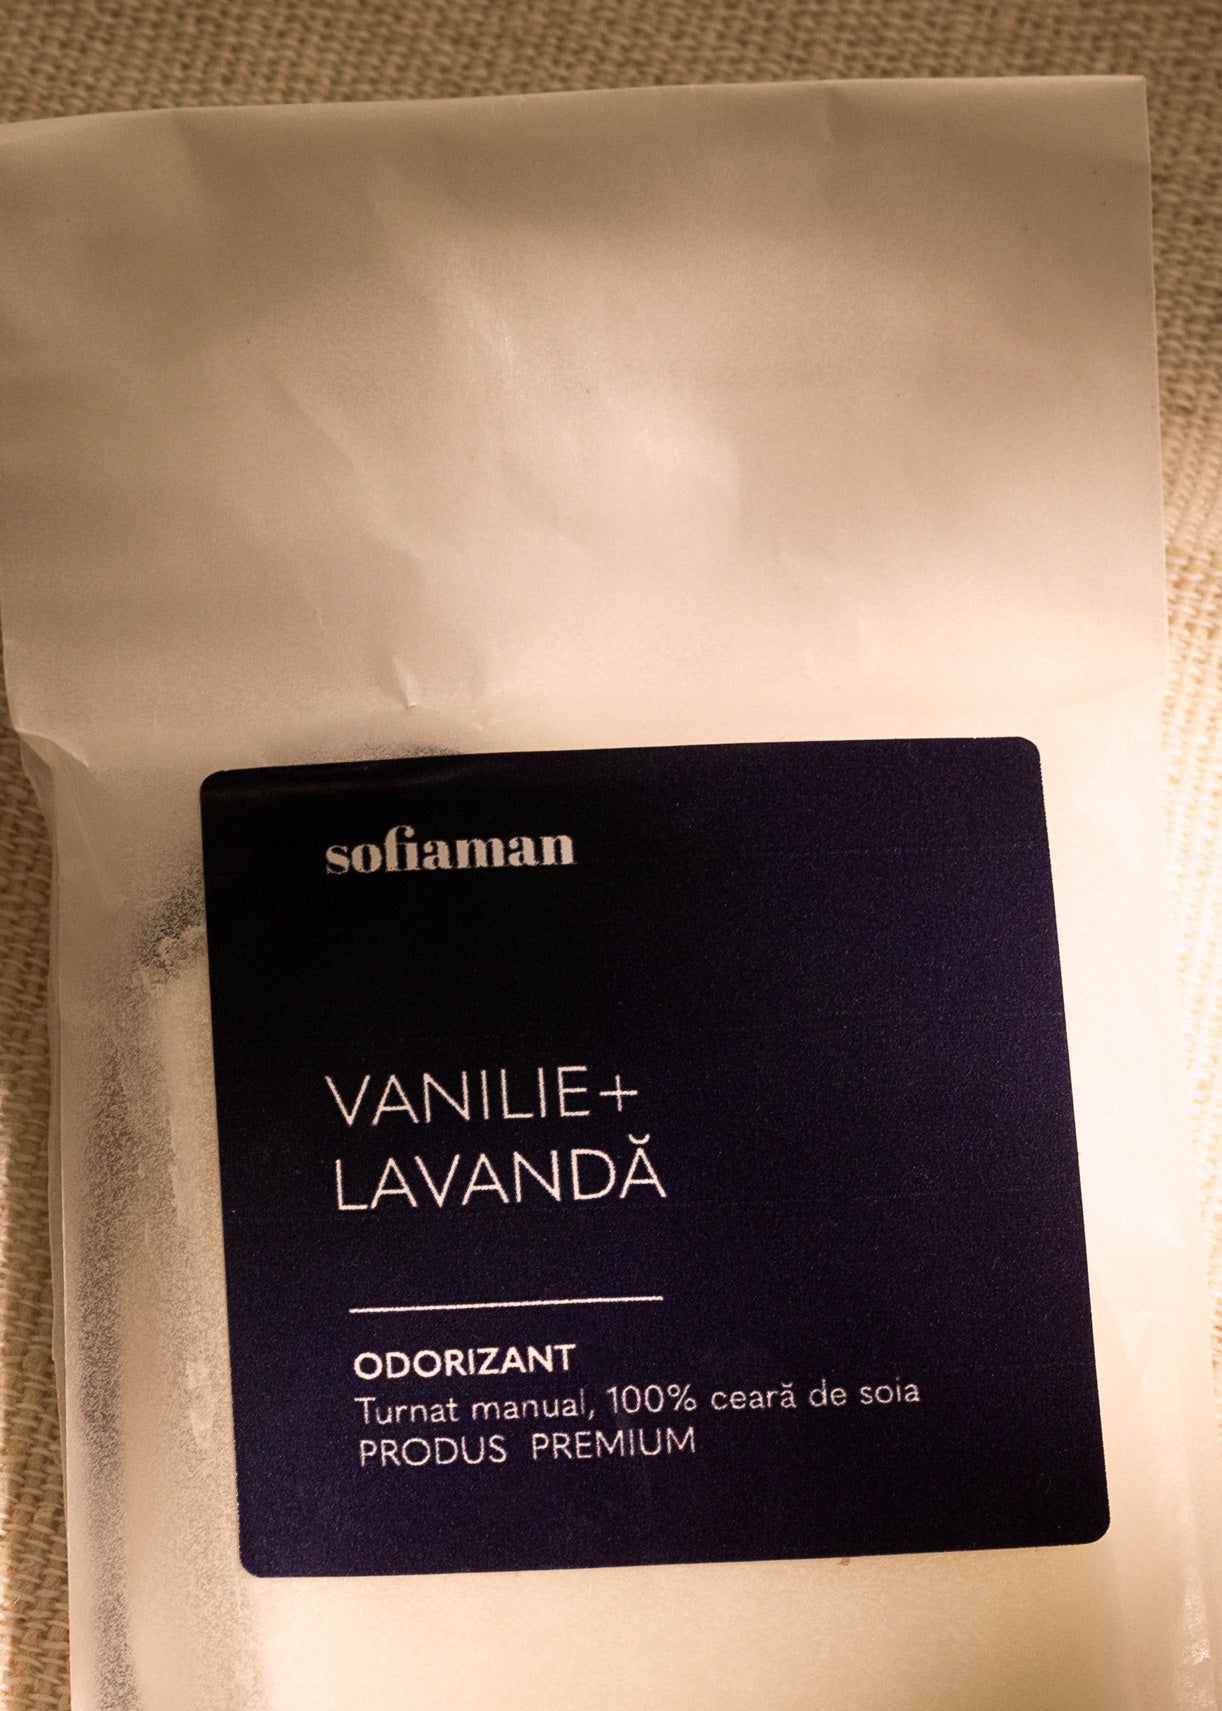 sofiaman
VANILIE+
LAVANDĂ
ODORIZANT
Turnat manual, 100% ceară de soia
PRODUS PREMIUM